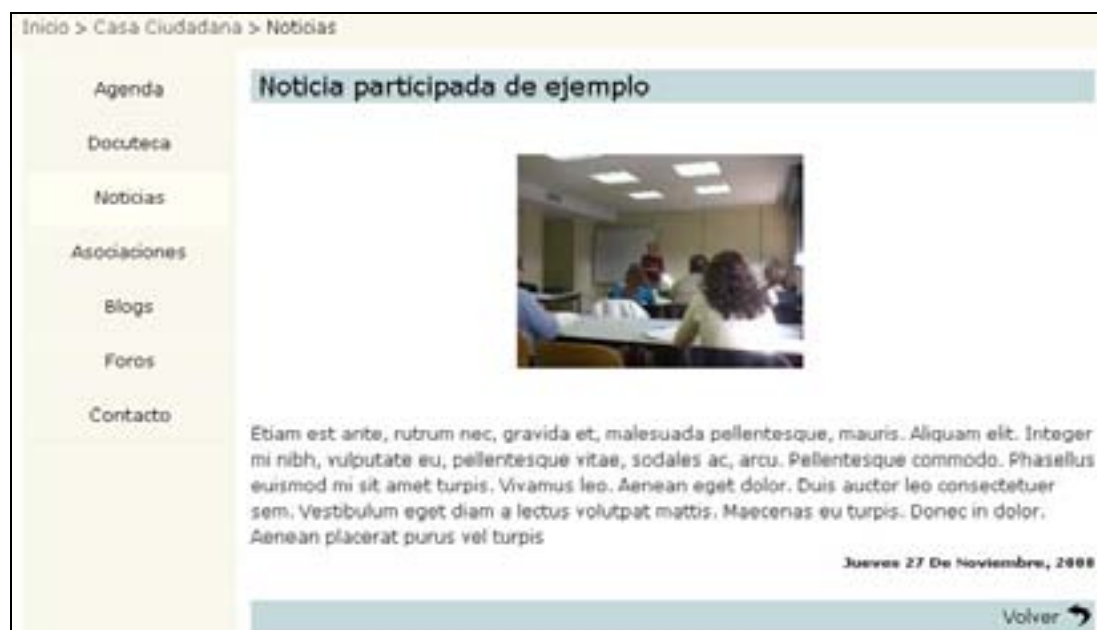 Inicio > Casa Ciudadana > Noticias
Agenda
Docuteca
Noticias
Asociaciones
Blogs
Foros
Contacto
Noticia participada de ejemplo
Etiam est ante, rutrum nec, gravida et, malesuada pellentesque, mauris. Aliquam elit. Integer
mi nibh, vulputate eu, pellentesque vitae, sodales ac, arcu. Pellentesque commodo. Phasellus
euismod mi sit amet turpis. Vivamus leo. Aenean eget dolor. Duis auctor leo consectetuer
sem. Vestibulum eget diam a lectus volutpat mattis. Maecenas eu turpis. Donec in dolor.
Aenean placerat purus vel turpis
Jueves 27 De Noviembre,
Volver